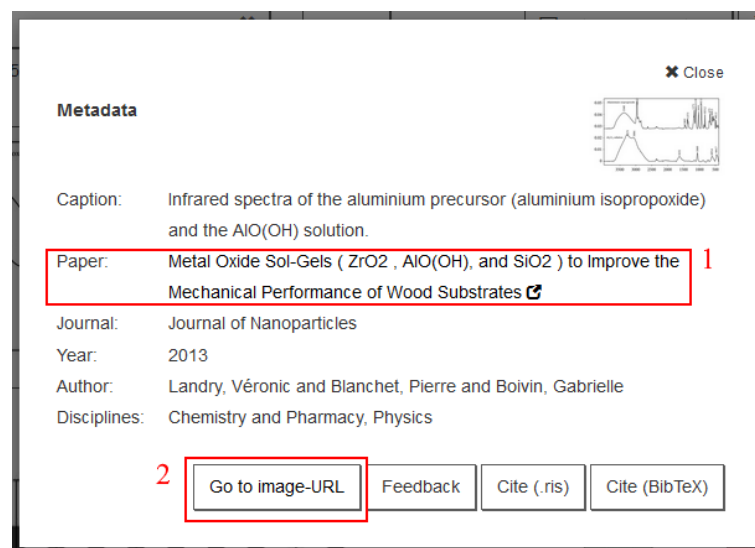 ✖ Close
Metadata
Caption: Infrared spectra of the aluminium precursor (aluminium isopropoxide)
and the AlO(OH) solution.
Paper: Metal Oxide Sol-Gels ( ZrO2 , AlO(OH), and SiO2 ) to Improve the
Mechanical Performance of Wood Substrates
1
Journal: Journal of Nanoparticles
Year: 2013
Author: Landry, Véronic and Blanchet, Pierre and Boivin, Gabrielle
Disciplines: Chemistry and Pharmacy, Physics
2
Go to image-URL Feedback Cite (.ris) Cite (BibTeX)